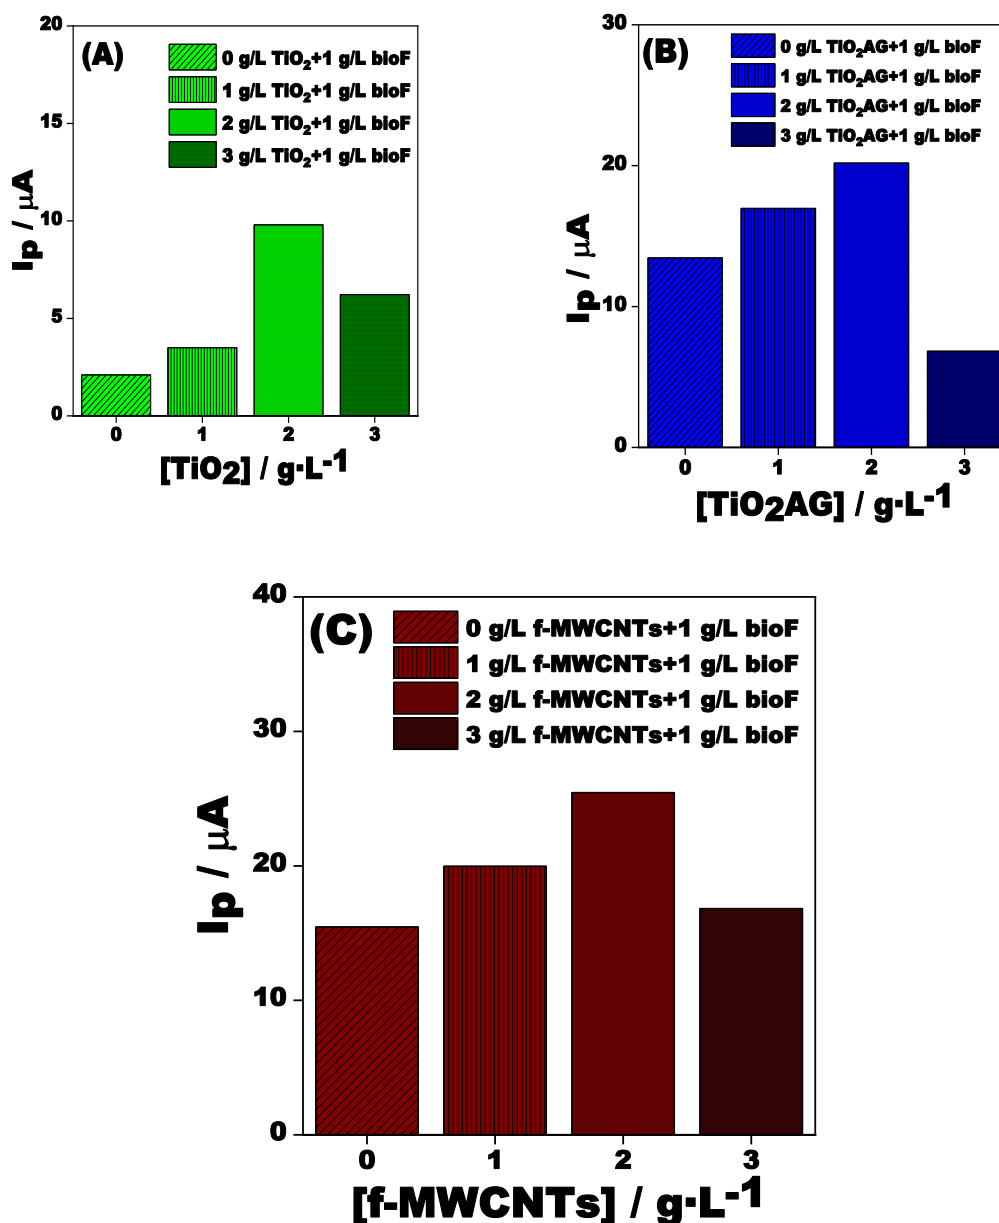 (A)
0 g/L TiO₂+1 g/L bioF
1 g/L TiO₂+1 g/L bioF
2 g/L TiO₂+1 g/L bioF
3 g/L TiO₂+1 g/L bioF
20
15
10
5
0
Ip / μA
0 1 2 3
[TiO₂] / g·L⁻¹
(B)
0 g/L TiO₂AG+1 g/L bioF
1 g/L TiO₂AG+1 g/L bioF
2 g/L TiO₂AG+1 g/L bioF
3 g/L TiO₂AG+1 g/L bioF
30
20
10
0
Ip / μA
0 1 2 3
[TiO₂AG] / g·L⁻¹
(C)
0 g/L f-MWCNTs+1 g/L bioF
1 g/L f-MWCNTs+1 g/L bioF
2 g/L f-MWCNTs+1 g/L bioF
3 g/L f-MWCNTs+1 g/L bioF
40
30
20
10
0
Ip / μA
0 1 2 3
[f-MWCNTs] / g·L⁻¹